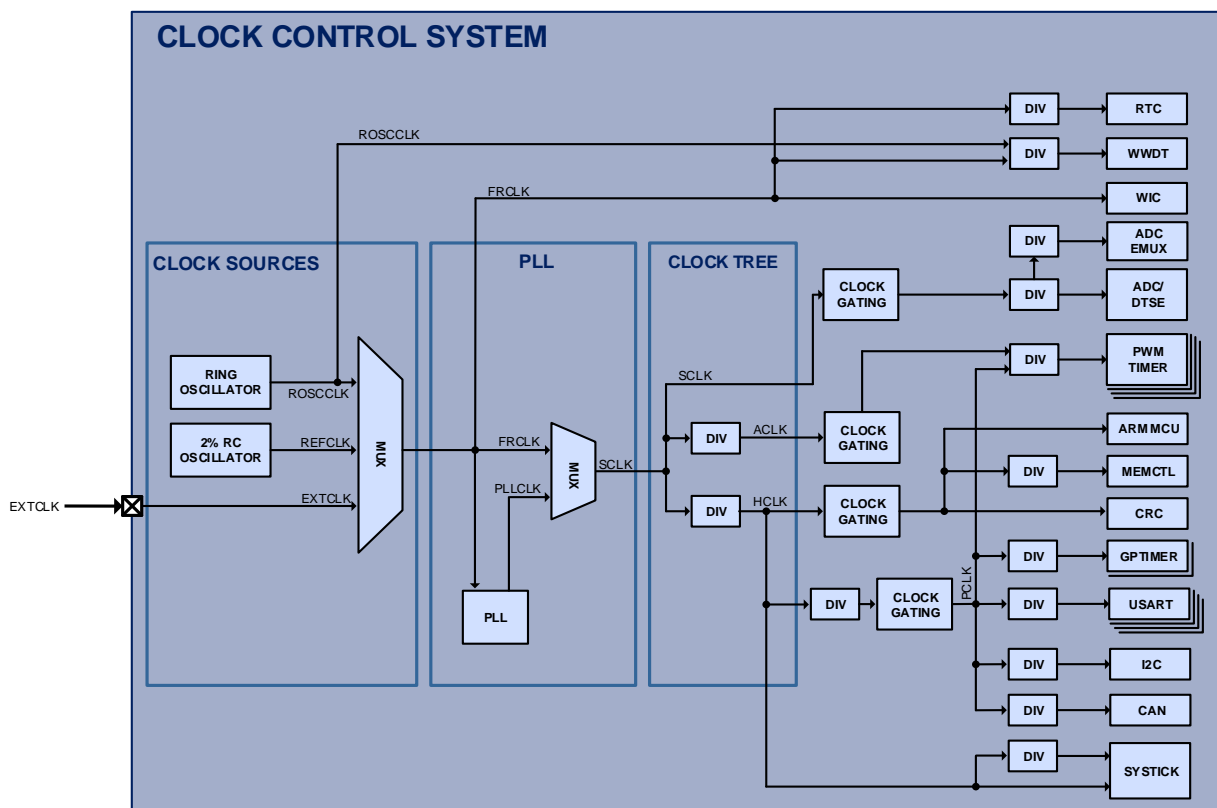 CLOCK CONTROL SYSTEM
DIV
RTC
ROSCCLK
DIV
WWDT
FRCLK
WIC
CLOCK SOURCES
PLL
CLOCK TREE
DIV
ADC
EMUX
CLOCK
GATING
DIV
ADC/
DTSE
RING
OSCILLATOR
ROSCCLK
SCLK
DIV
PWM
TIMER
2% RC
OSCILLATOR
REFCLK
MUX
FRCLK
MUX
SCLK
DIV
ACLK
CLOCK
GATING
ARM MCU
DIV
MEMCTL
EXTCLK
EXTCLK
PLLCLK
DIV
HCLK
CLOCK
GATING
CRC
PLL
DIV
CLOCK
GATING
PCLK
DIV
GPTIMER
DIV
USART
DIV
I2C
DIV
CAN
DIV
SYSTICK